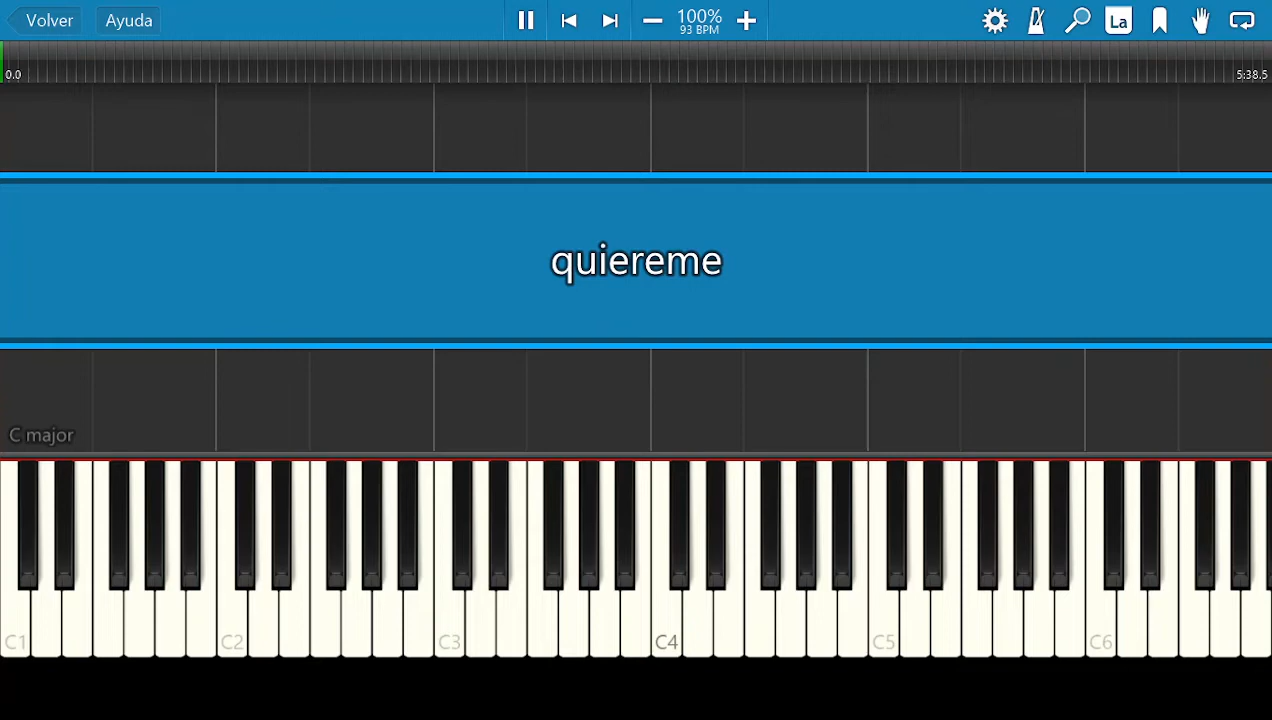 Volver Ayuda 100% La
93 BPM
0.0 5:38.5
quiereme
C major
C1 C2 C3 C4 C5 C6